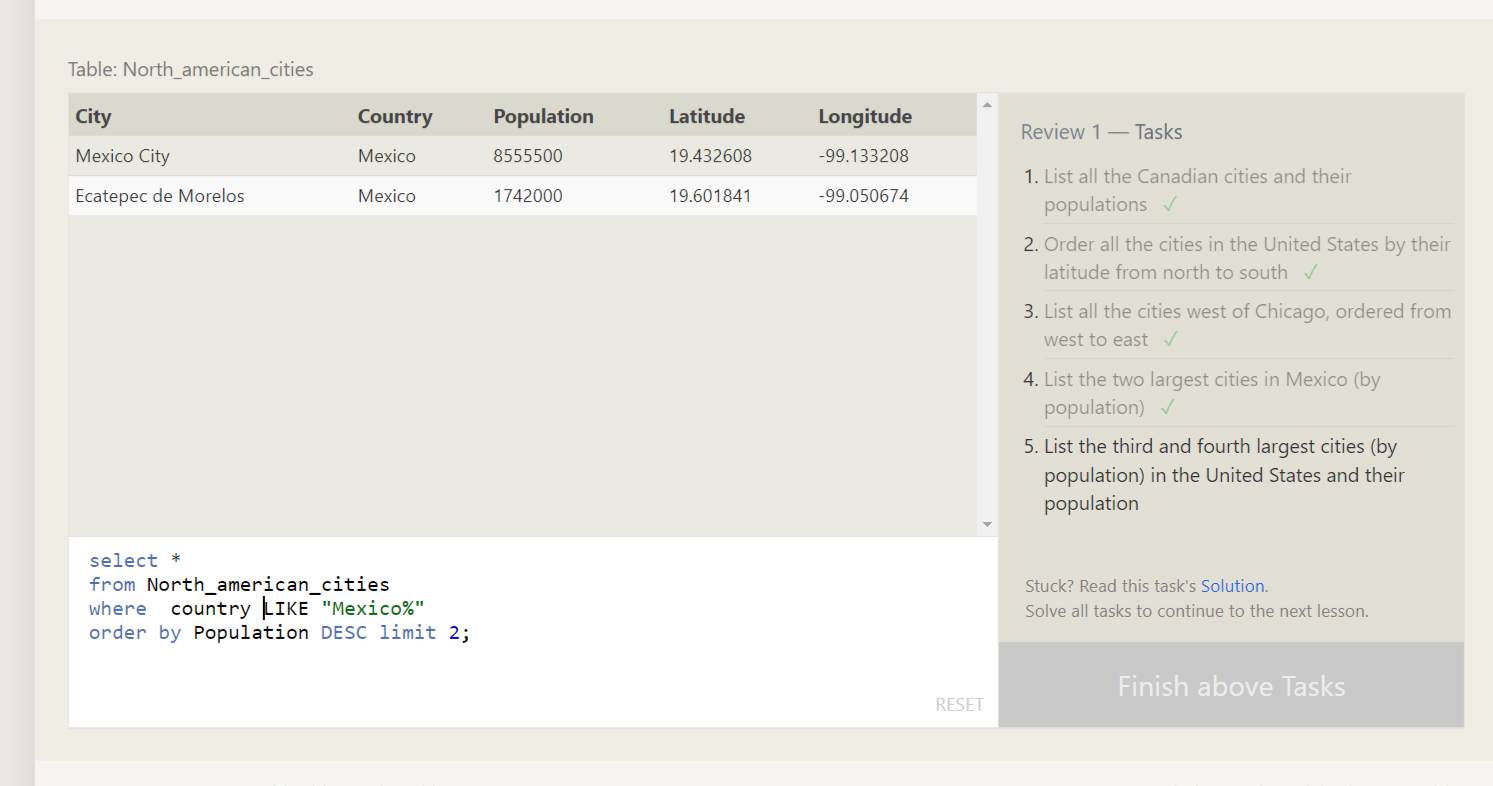 Table: North_american_cities
City Country Population Latitude Longitude
Mexico City Mexico 8555500 19.432608 -99.133208
Ecatepec de Morelos Mexico 1742000 19.601841 -99.050674
select *
from North_american_cities
where  country LIKE "Mexico%"
order by Population DESC limit 2;
RESET
Review 1 — Tasks
1. List all the Canadian cities and their
populations ✓
2. Order all the cities in the United States by their
latitude from north to south ✓
3. List all the cities west of Chicago, ordered from
west to east ✓
4. List the two largest cities in Mexico (by
population) ✓
5. List the third and fourth largest cities (by
population) in the United States and their
population
Stuck? Read this task's Solution.
Solve all tasks to continue to the next lesson.
Finish above Tasks